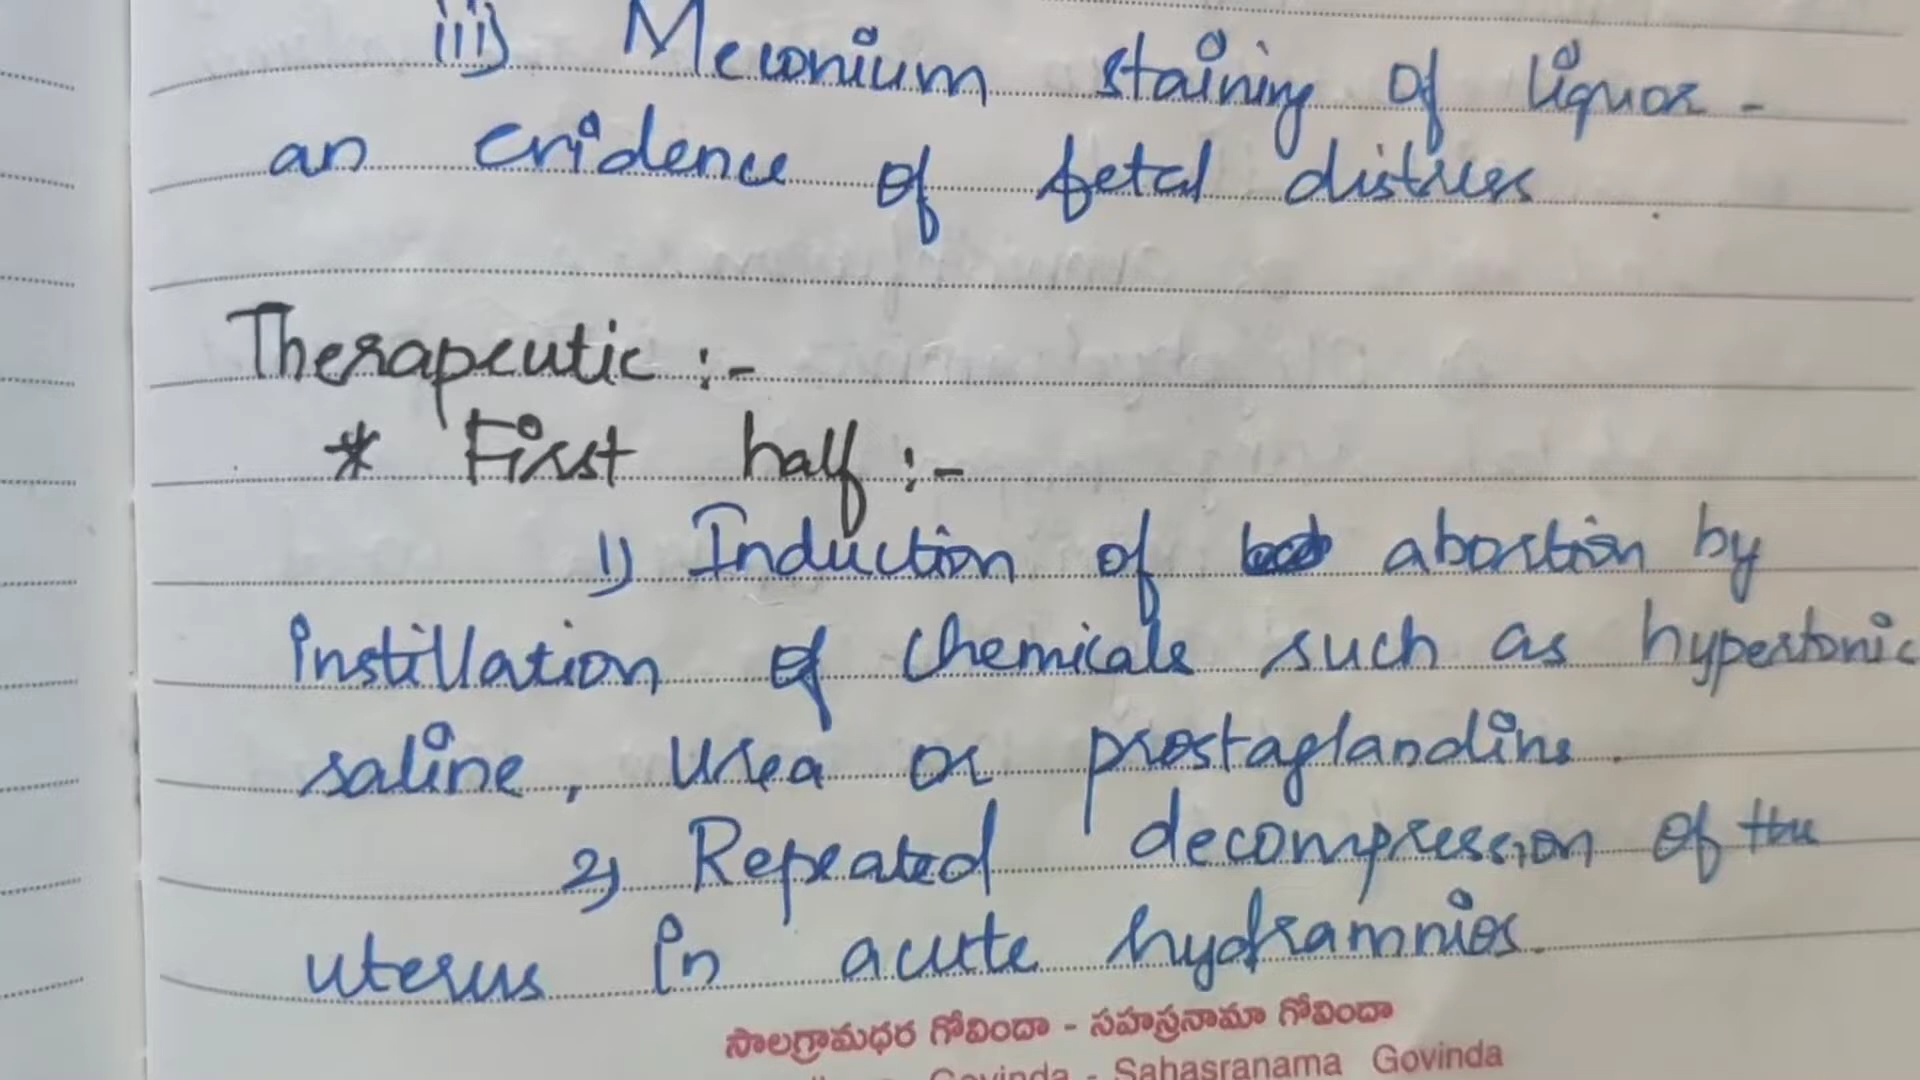 iii) Meconium staining of liquor -
an evidence of fetal distress
Therapeutic :-
* First half :-
1) Induction of abortion by
instillation of chemicals such as hypertonic
saline, Urea or prostaglandins.
2) Repeated decompression of the
uterus in acute hydramnios.
సాలగ్రామధర గోవిందా - సహస్రనామా గోవిందా
Govinda - Sahasranama Govinda